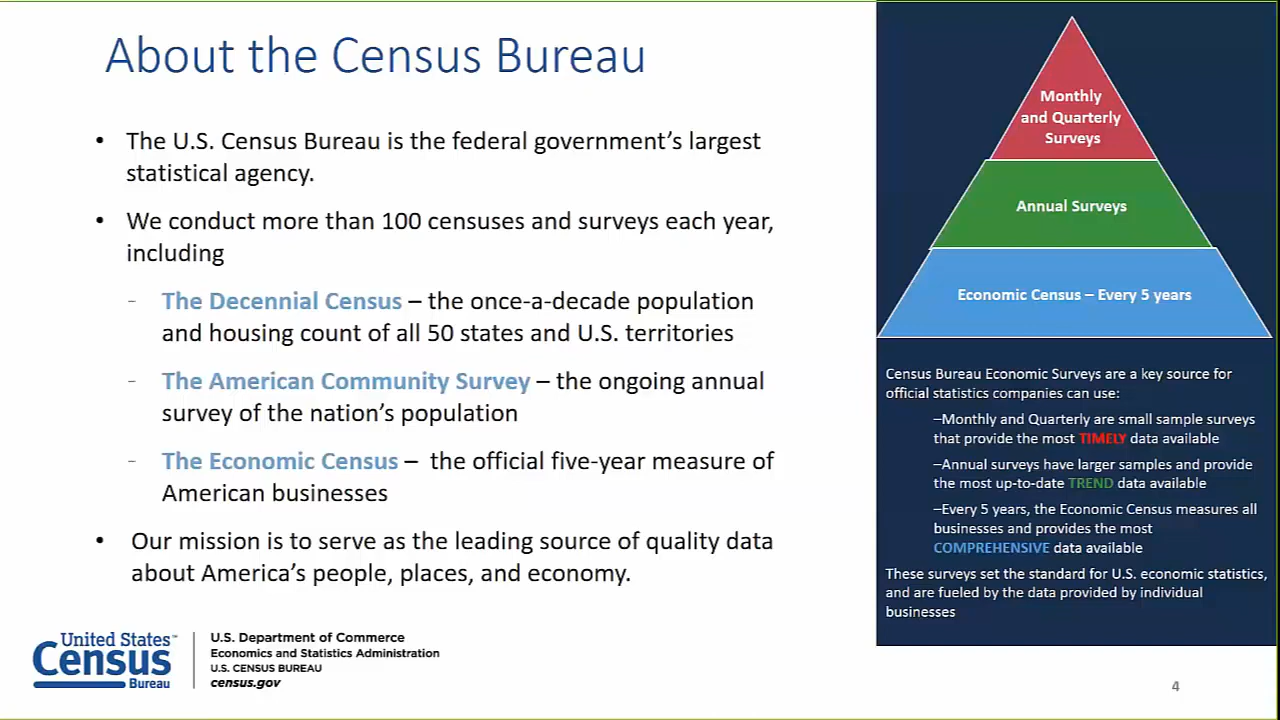 About the Census Bureau
• The U.S. Census Bureau is the federal government’s largest
statistical agency.
• We conduct more than 100 censuses and surveys each year,
including
- The Decennial Census – the once-a-decade population
and housing count of all 50 states and U.S. territories
- The American Community Survey – the ongoing annual
survey of the nation’s population
- The Economic Census – the official five-year measure of
American businesses
• Our mission is to serve as the leading source of quality data
about America’s people, places, and economy.
United States™
Census
Bureau
U.S. Department of Commerce
Economics and Statistics Administration
U.S. CENSUS BUREAU
census.gov
Monthly
and Quarterly
Surveys
Annual Surveys
Economic Census – Every 5 years
Census Bureau Economic Surveys are a key source for
official statistics companies can use:
–Monthly and Quarterly are small sample surveys
that provide the most TIMELY data available
–Annual surveys have larger samples and provide
the most up-to-date TREND data available
–Every 5 years, the Economic Census measures all
businesses and provides the most
COMPREHENSIVE data available
These surveys set the standard for U.S. economic statistics,
and are fueled by the data provided by individual
businesses
4